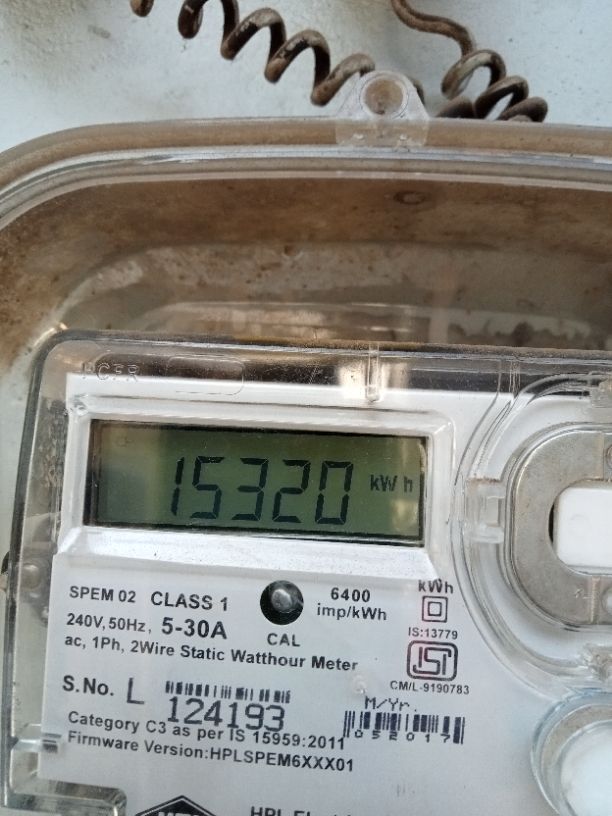 15320 kWh
SPEM 02 CLASS 1
240V, 50Hz, 5-30A
ac, 1Ph, 2Wire Static Watthour Meter
CAL
6400
imp/kWh
kWh
IS:13779
ISI
CM/L-9190783
S.No. L 124193
M/Yr.
052017
Category C3 as per IS 15959:2011
Firmware Version:HPLSPEM6XXX01
HPL